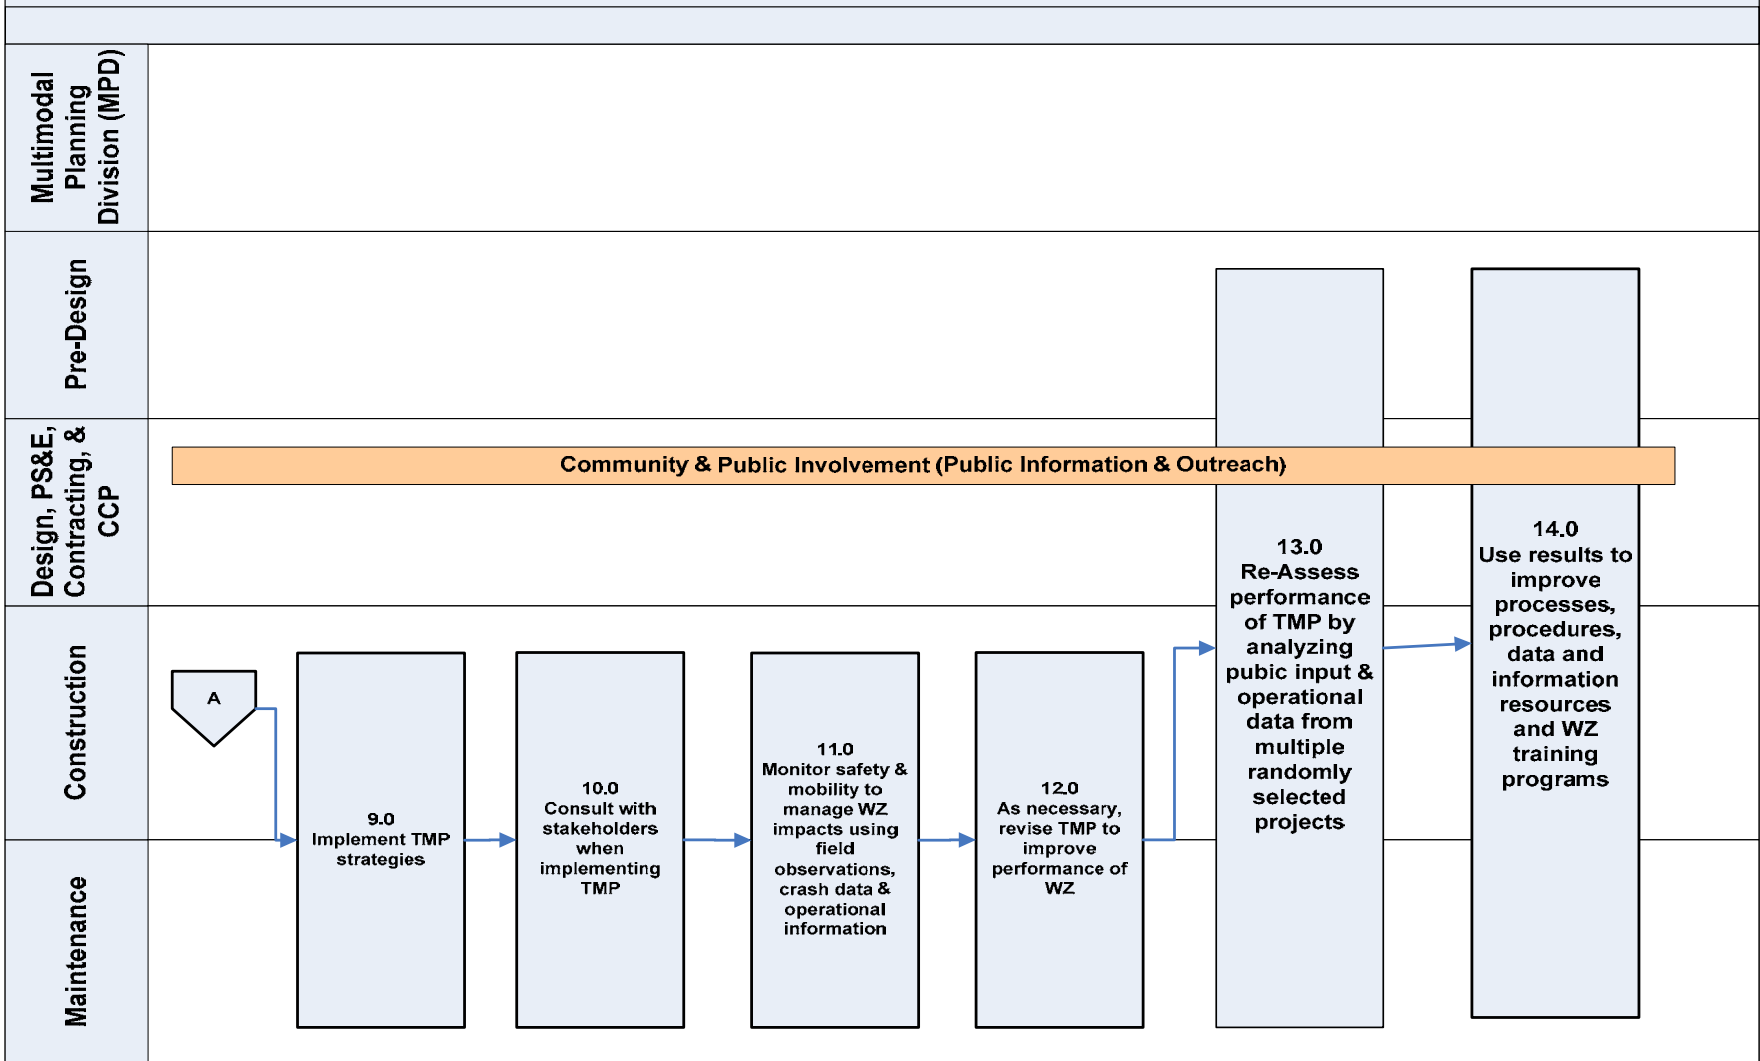 Multimodal
Planning
Division (MPD)
Pre-Design
Design, PS&E,
Contracting, &
CCP
Construction
Maintenance
Community & Public Involvement (Public Information & Outreach)
A
9.0
Implement TMP
strategies
10.0
Consult with
stakeholders
when
implementing
TMP
11.0
Monitor safety &
mobility to
manage WZ
impacts using
field
observations,
crash data &
operational
information
12.0
As necessary,
revise TMP to
improve
performance of
WZ
13.0
Re-Assess
performance
of TMP by
analyzing
pubic input &
operational
data from
multiple
randomly
selected
projects
14.0
Use results to
improve
processes,
procedures,
data and
information
resources
and WZ
training
programs